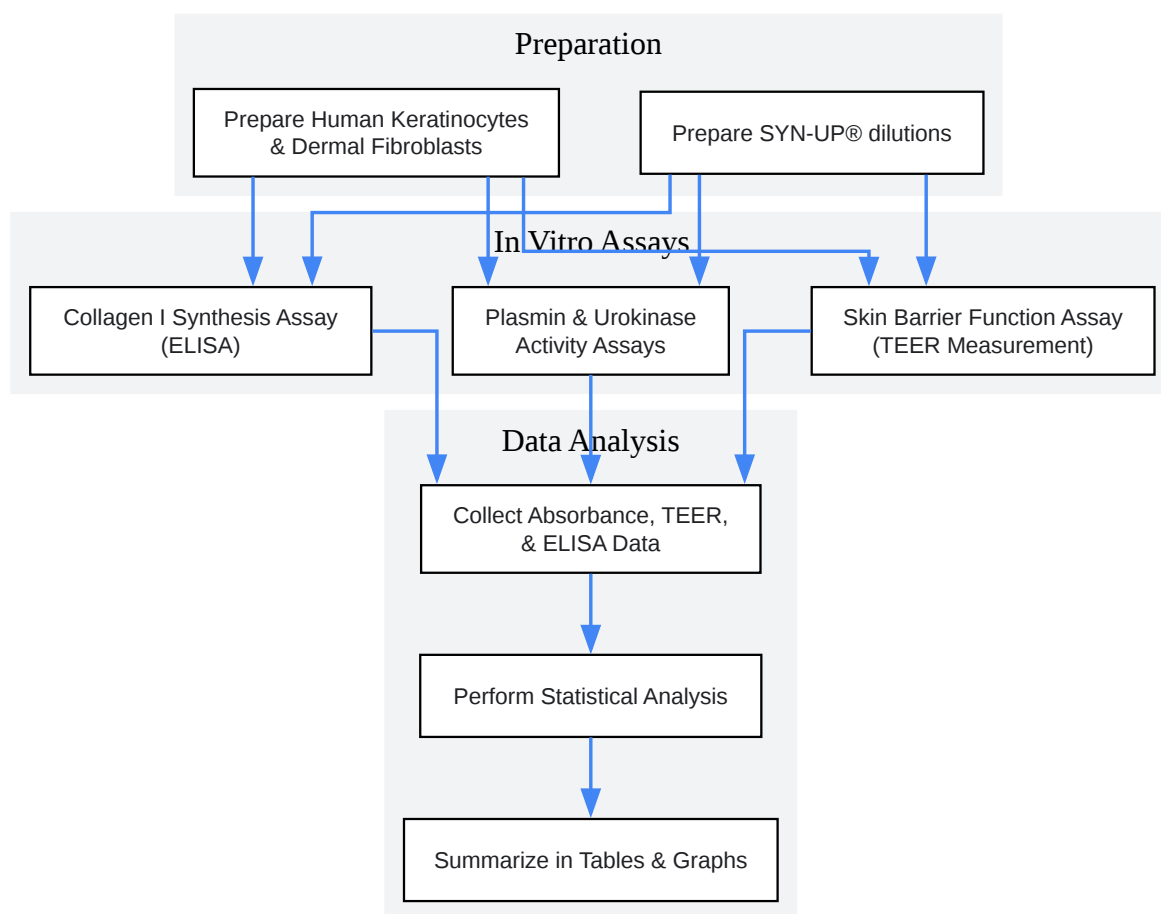 Preparation
Prepare Human Keratinocytes
& Dermal Fibroblasts
Prepare SYN-UP® dilutions
In Vitro Assays
Collagen I Synthesis Assay
(ELISA)
Plasmin & Urokinase
Activity Assays
Skin Barrier Function Assay
(TEER Measurement)
Data Analysis
Collect Absorbance, TEER,
& ELISA Data
Perform Statistical Analysis
Summarize in Tables & Graphs